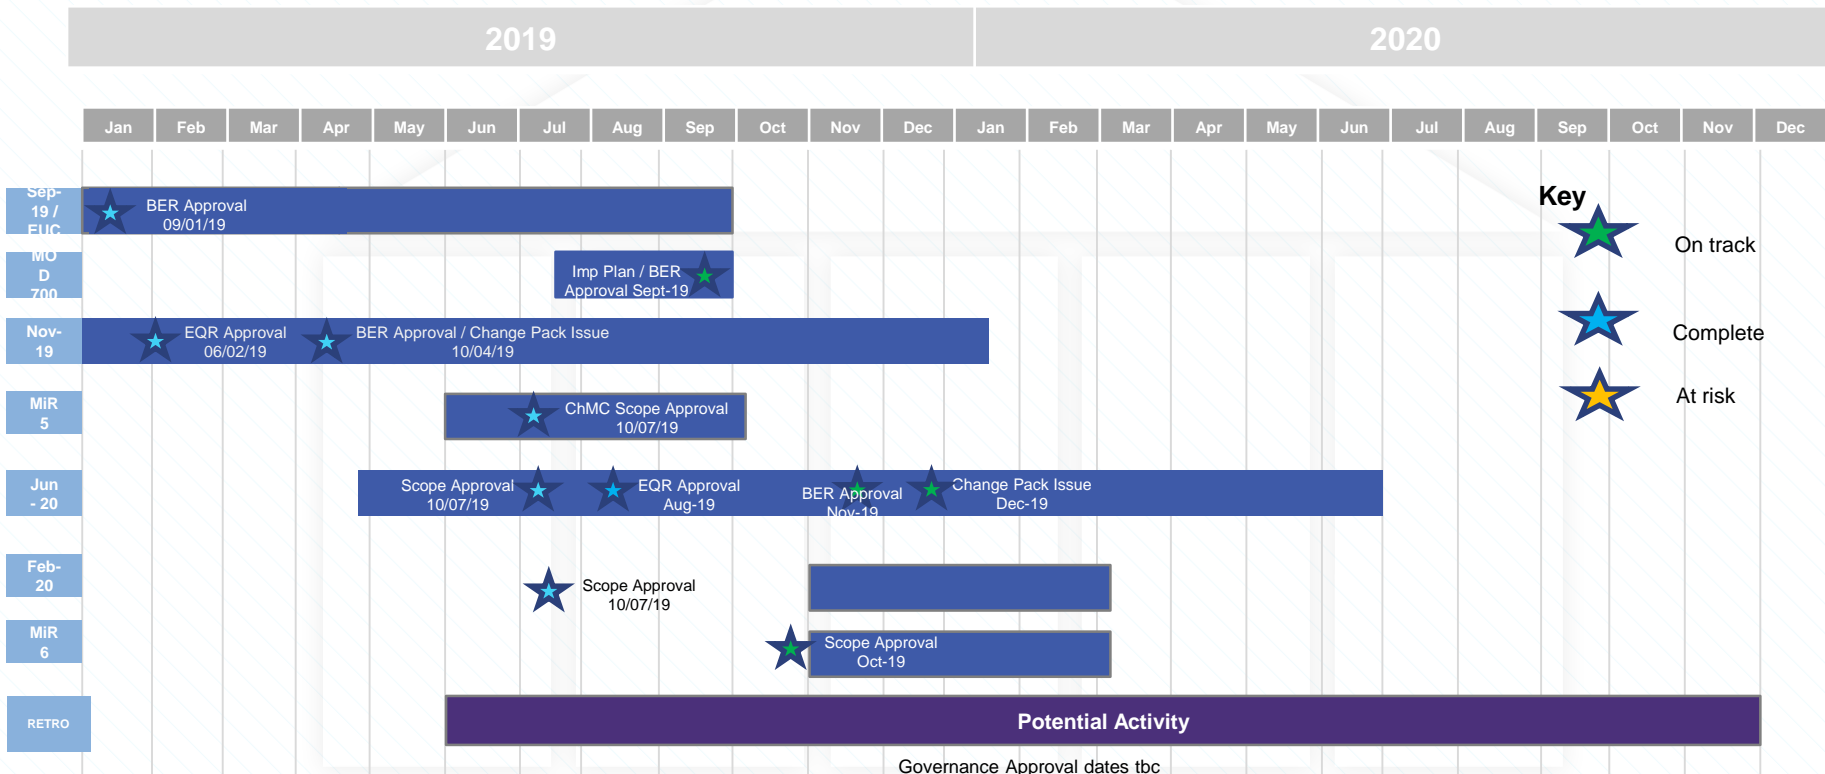 2019
2020
Jan Feb Mar Apr May Jun Jul Aug Sep Oct Nov Dec Jan Feb Mar Apr May Jun Jul Aug Sep Oct Nov Dec
Sep-
19 /
EUC
BER Approval
09/01/19
Key
On track
Complete
At risk
MO
D
700
Imp Plan / BER
Approval Sept-19
Nov-
19
EQR Approval
06/02/19
BER Approval / Change Pack Issue
10/04/19
MiR
5
ChMC Scope Approval
10/07/19
Jun
- 20
Scope Approval
10/07/19
EQR Approval
Aug-19
BER Approval
Nov-19
Change Pack Issue
Dec-19
Feb-
20
Scope Approval
10/07/19
MiR
6
Scope Approval
Oct-19
RETRO
Potential Activity
Governance Approval dates tbc